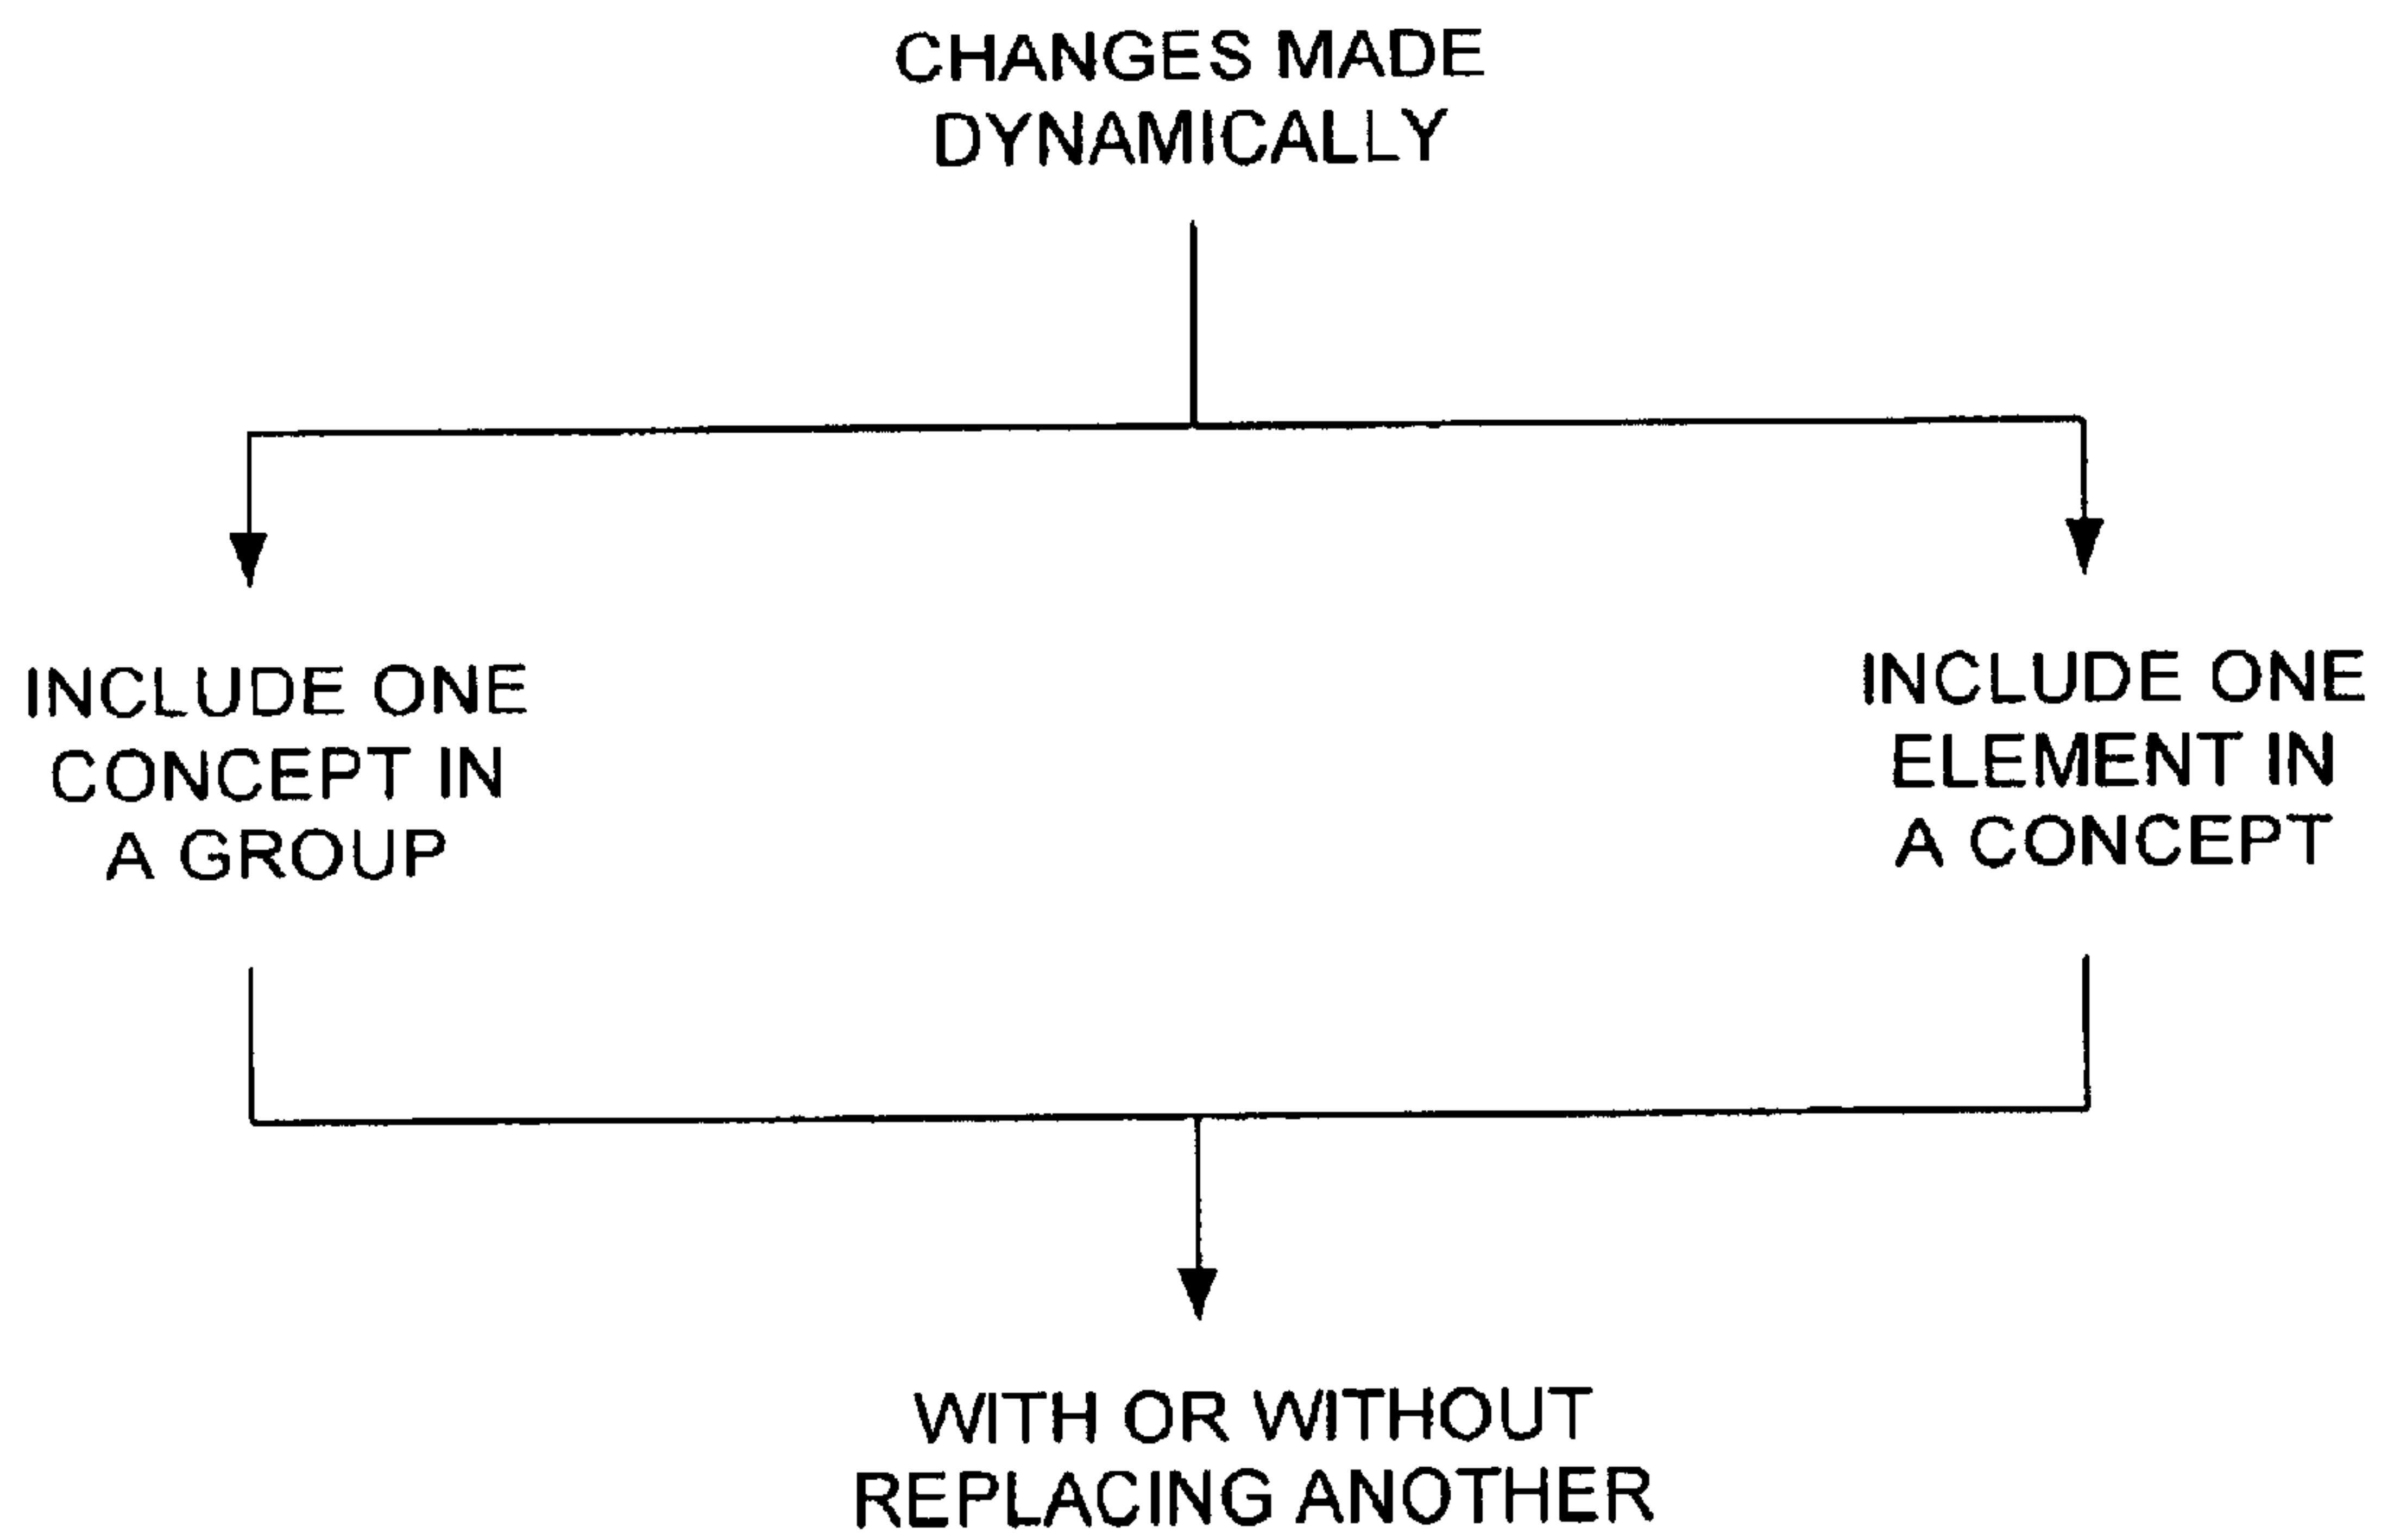 CHANGES MADE
DYNAMICALLY
INCLUDE ONE
CONCEPT IN
A GROUP
INCLUDE ONE
ELEMENT IN
A CONCEPT
WITH OR WITHOUT
REPLACING ANOTHER